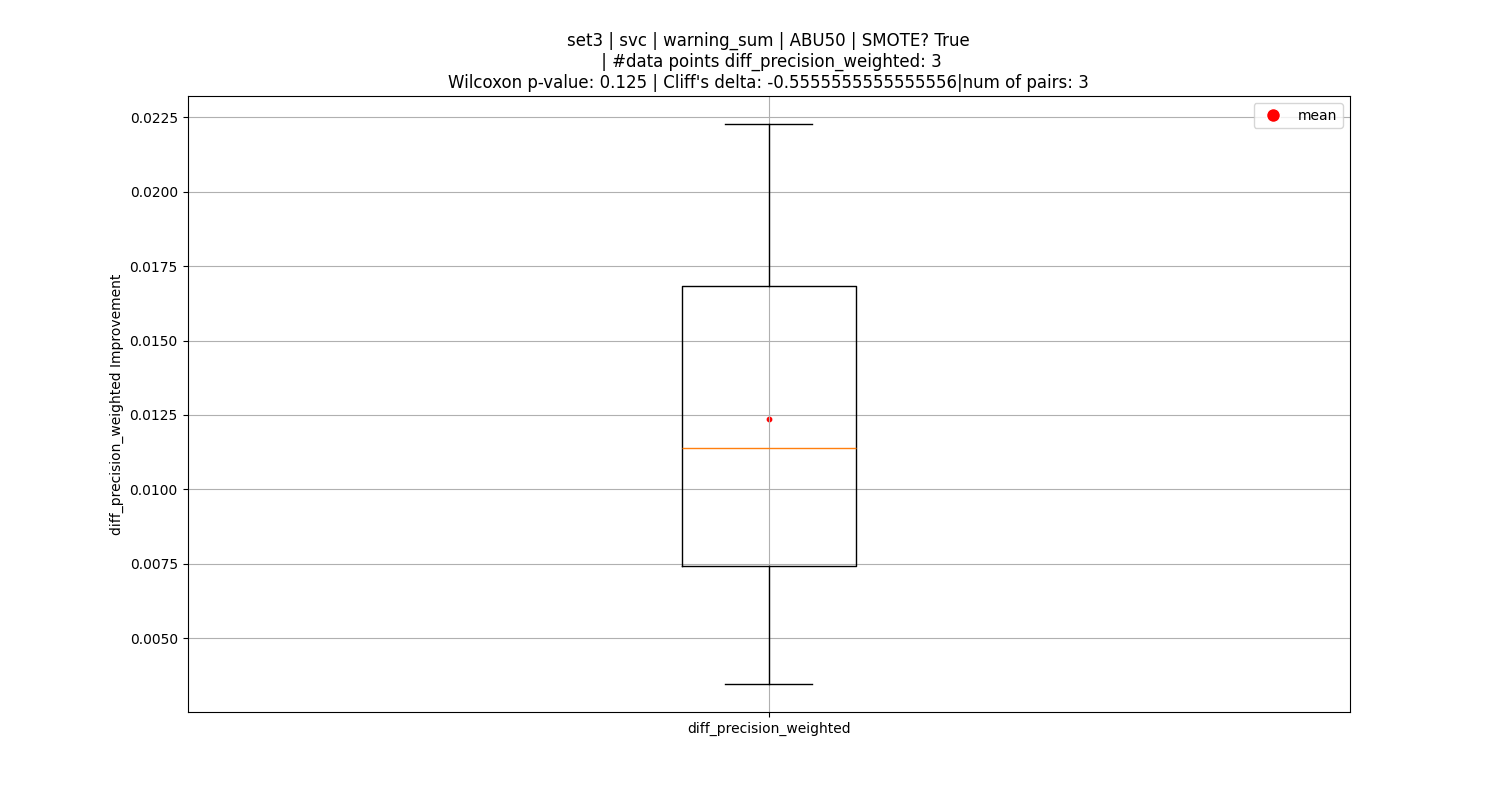 set3 | svc | warning_sum | ABU50 | SMOTE? True
| #data points diff_precision_weighted: 3
Wilcoxon p-value: 0.125 | Cliff's delta: -0.5555555555555556|num of pairs: 3
mean
0.0225
0.0200
0.0175
0.0150
0.0125
0.0100
0.0075
0.0050
diff_precision_weighted Improvement
diff_precision_weighted